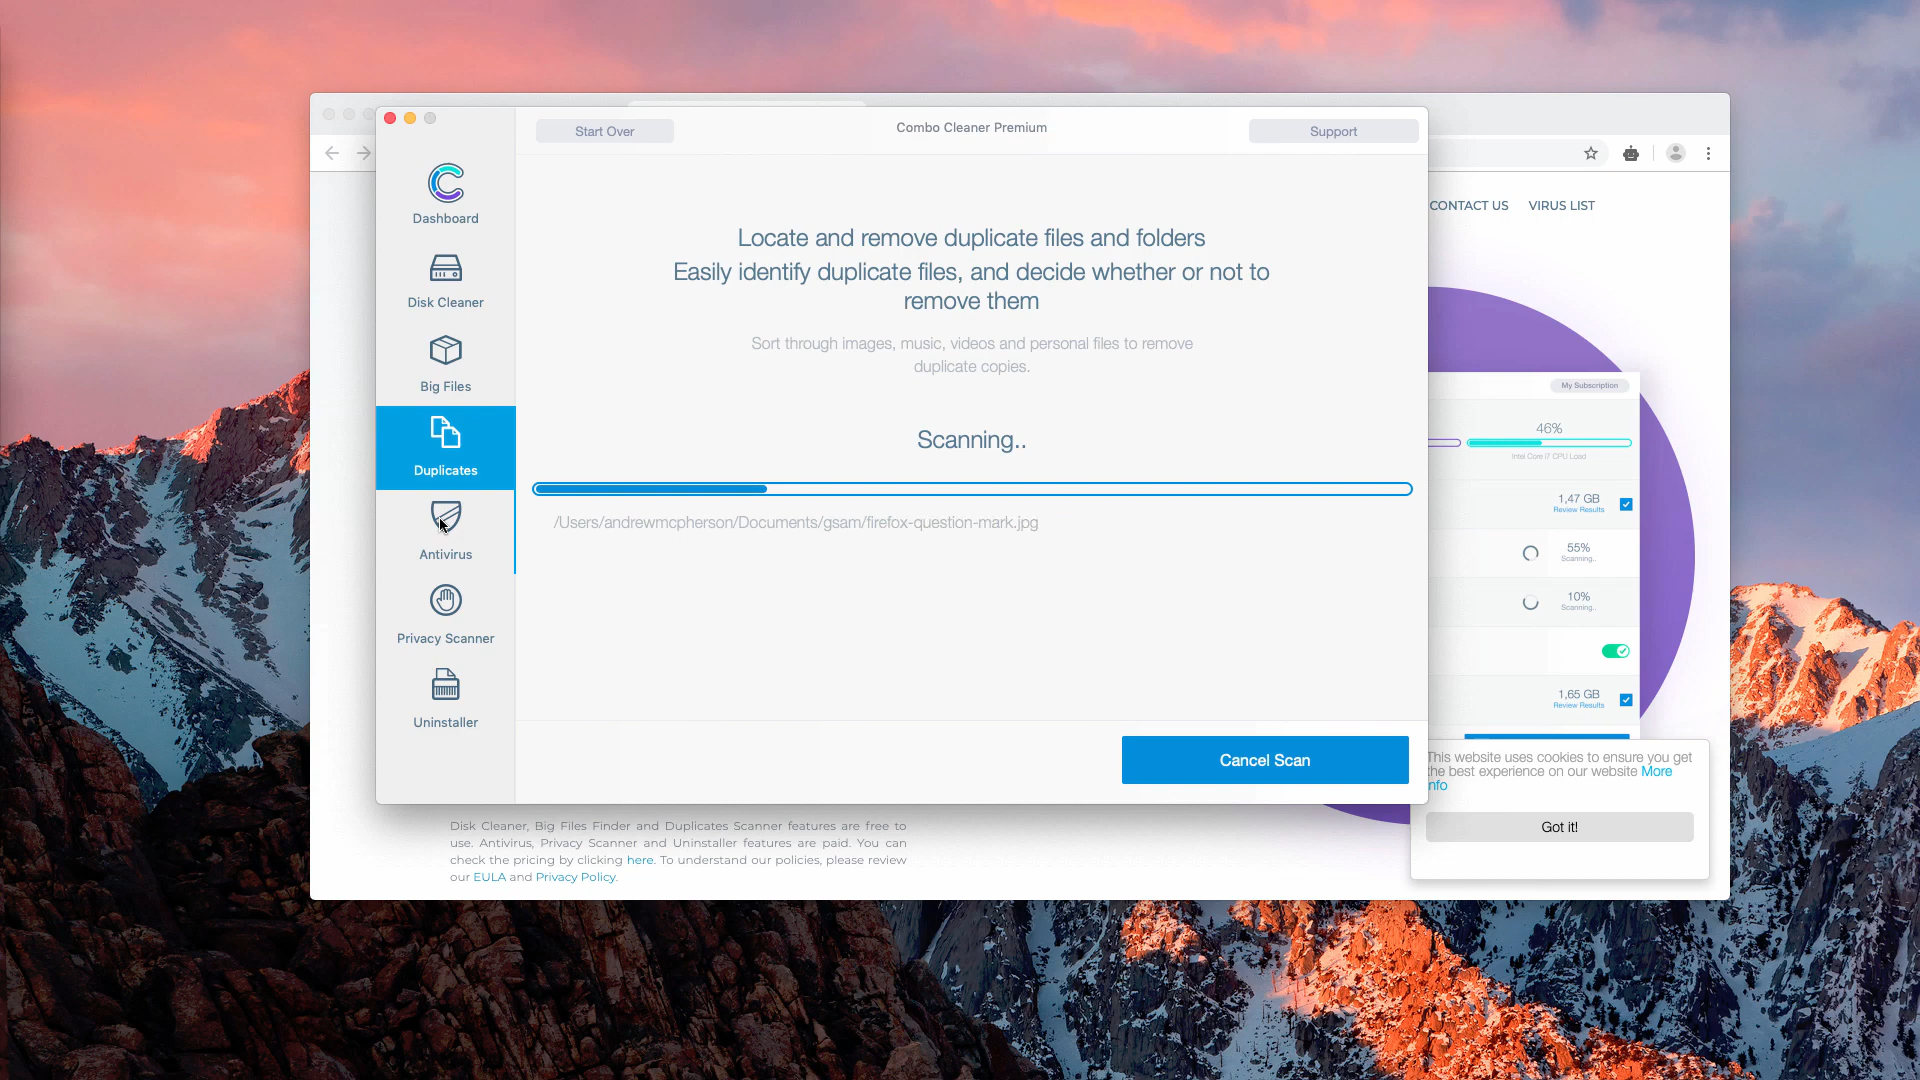 Start Over
Combo Cleaner Premium
Support
Dashboard
Disk Cleaner
Big Files
Duplicates
Antivirus
Privacy Scanner
Uninstaller
Locate and remove duplicate files and folders
Easily identify duplicate files, and decide whether or not to
remove them
Sort through images, music, videos and personal files to remove
duplicate copies.
Scanning..
/Users/andrewmcpherson/Documents/gsam/firefox-question-mark.jpg
Cancel Scan
CONTACT US
VIRUS LIST
My Subscription
46%
Intel Core i7 CPU Load
1,47 GB
Review Results
55%
Scanning..
10%
Scanning..
1,65 GB
Review Results
This website uses cookies to ensure you get
the best experience on our website More
nfo
Got it!
Disk Cleaner, Big Files Finder and Duplicates Scanner features are free to
use. Antivirus, Privacy Scanner and Uninstaller features are paid. You can
check the pricing by clicking here. To understand our policies, please review
our EULA and Privacy Policy.